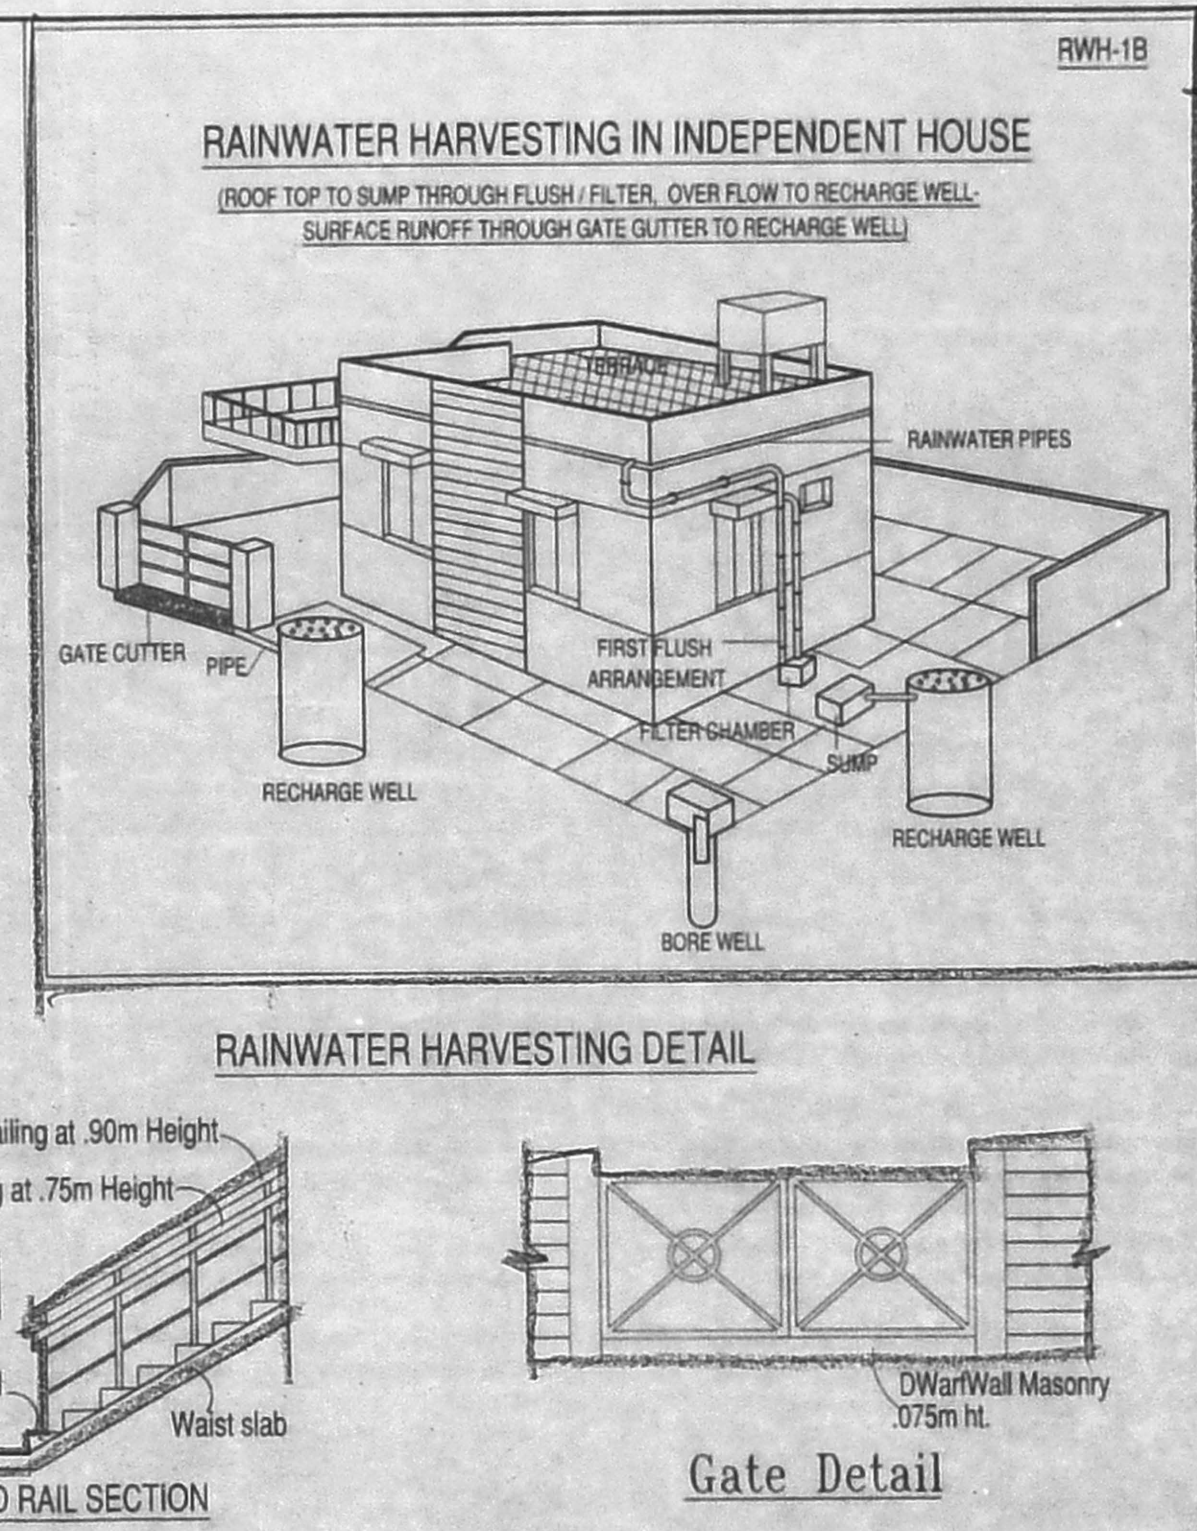 RWH-1B
RAINWATER HARVESTING IN INDEPENDENT HOUSE
(ROOF TOP TO SUMP THROUGH FLUSH / FILTER, OVER FLOW TO RECHARGE WELL-
SURFACE RUNOFF THROUGH GATE GUTTER TO RECHARGE WELL)
TERRACE
RAINWATER PIPES
GATE CUTTER
PIPE
FIRST FLUSH
ARRANGEMENT
FILTER CHAMBER
SUMP
RECHARGE WELL
RECHARGE WELL
BORE WELL
RAINWATER HARVESTING DETAIL
ailing at .90m Height
g at .75m Height
Waist slab
D RAIL SECTION
DWarfWall Masonry
.075m ht.
Gate Detail